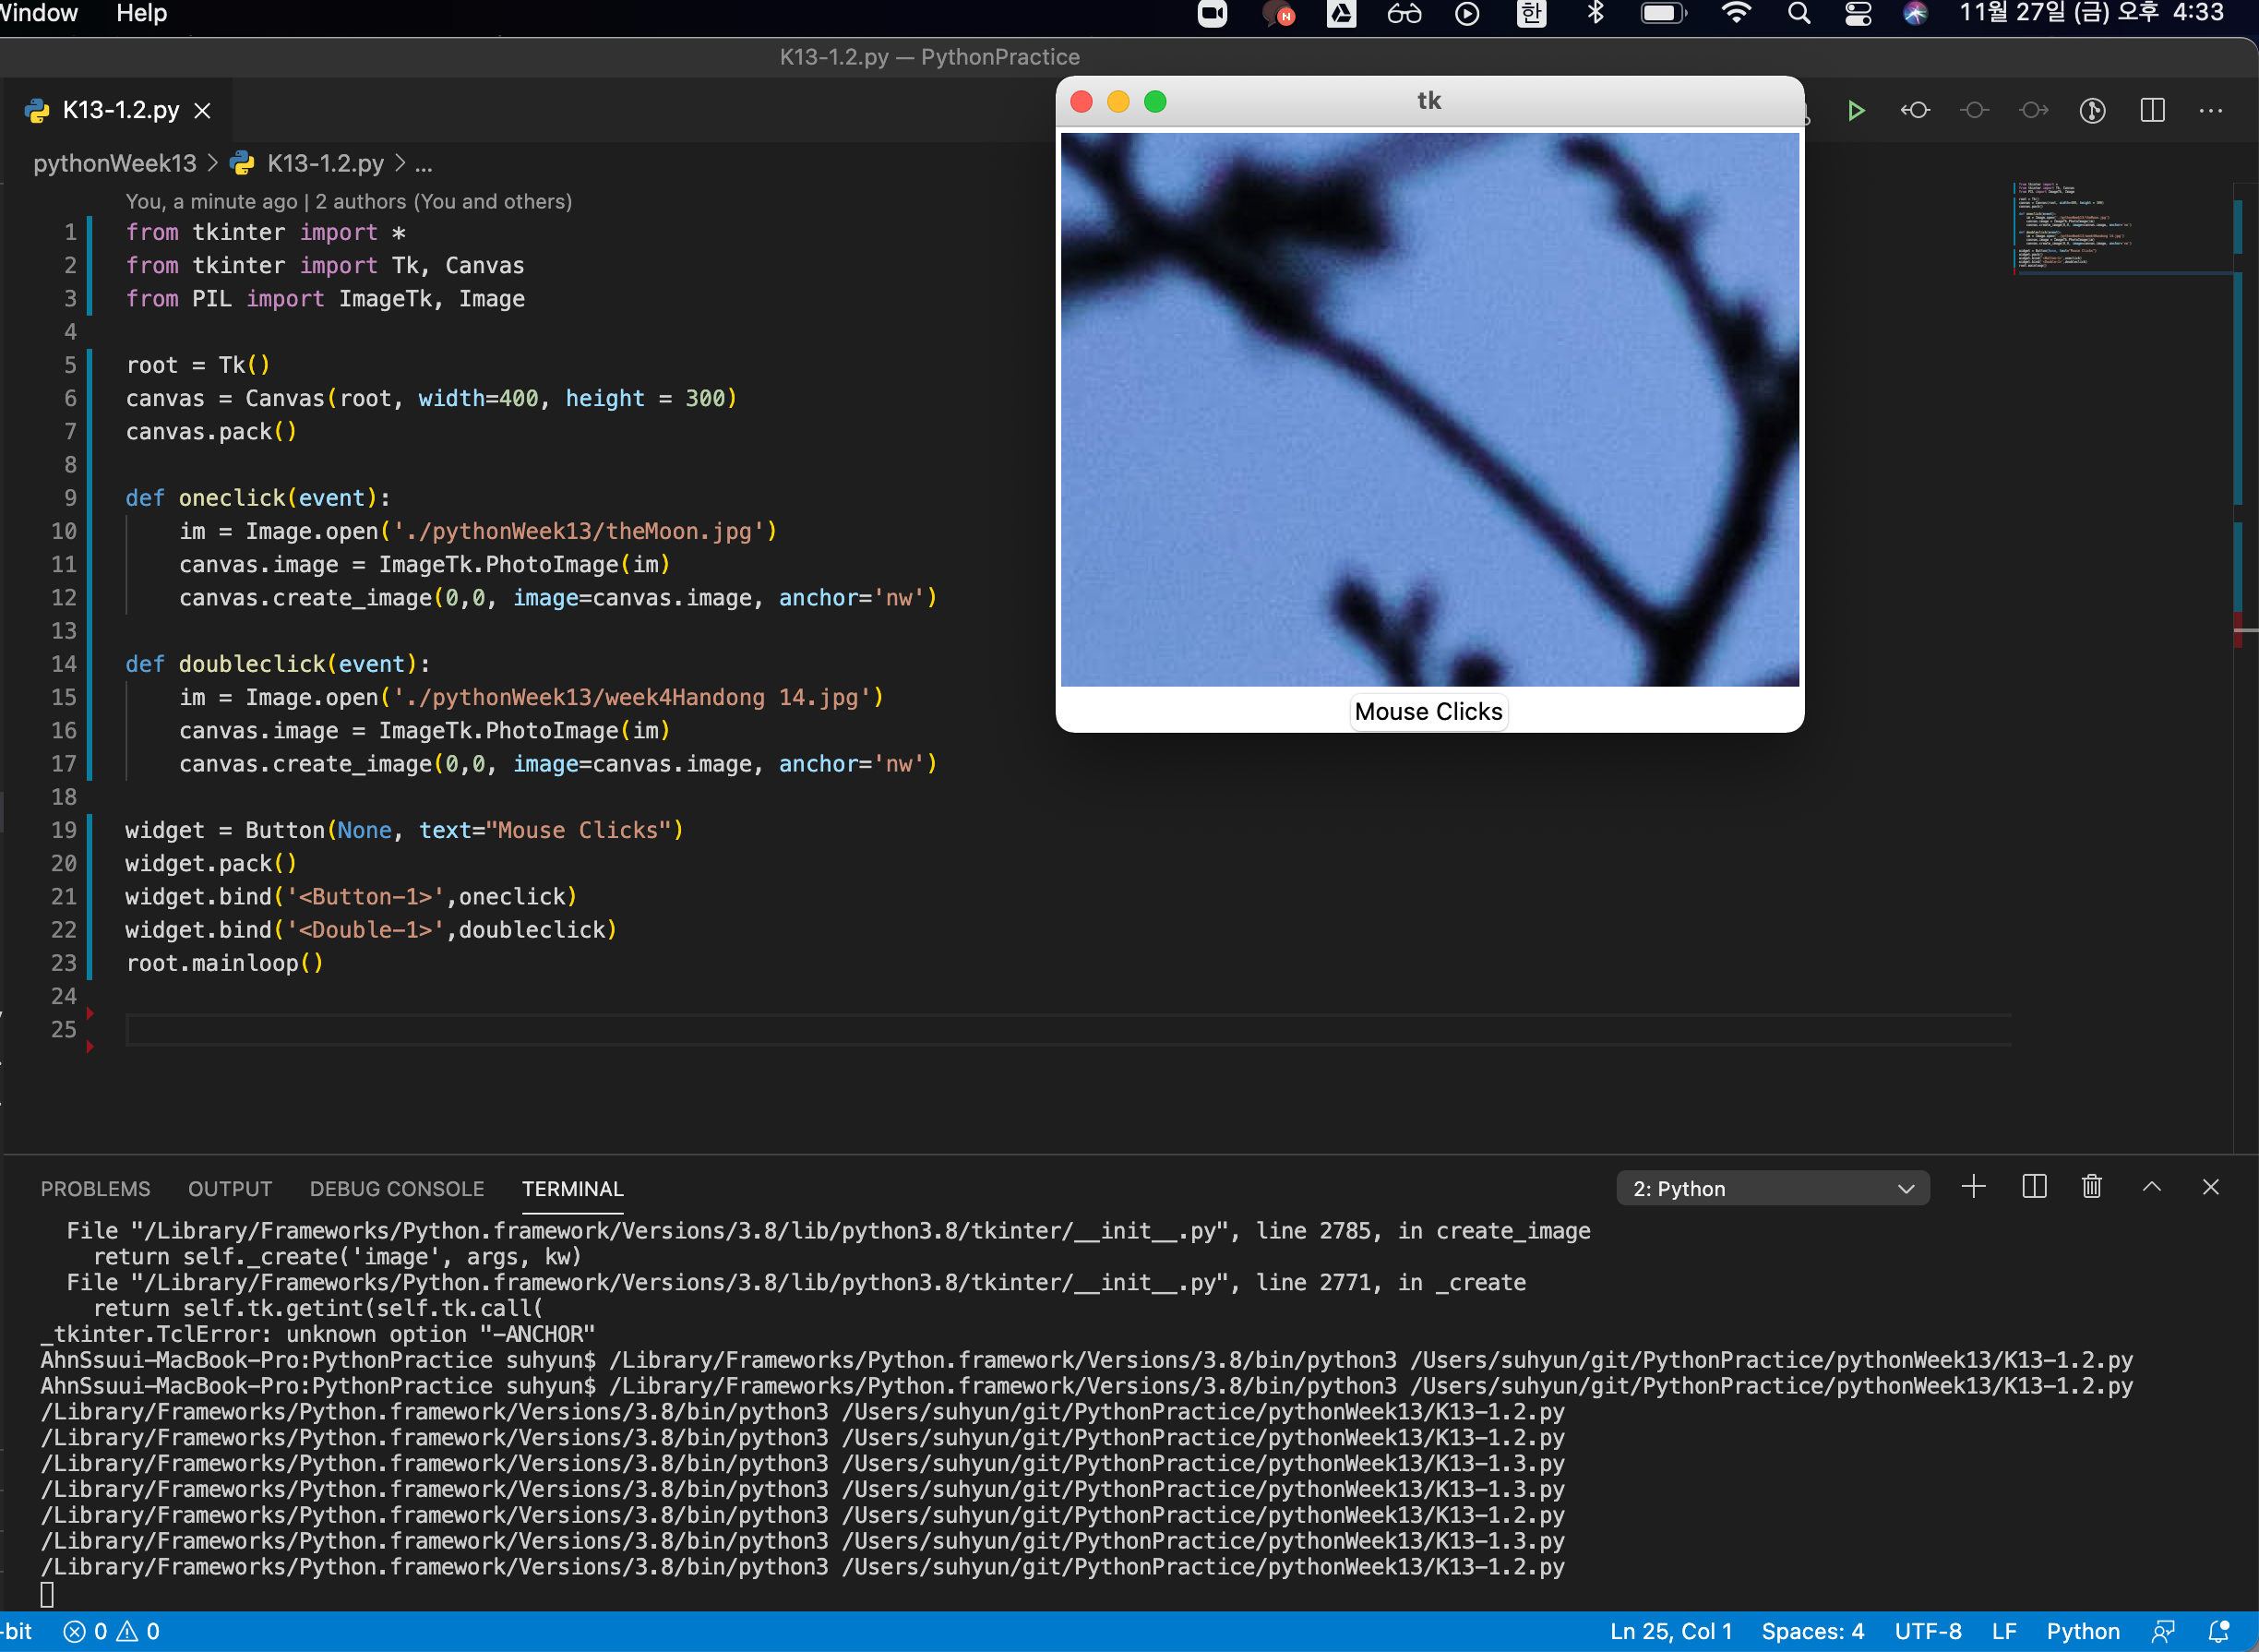 Window Help 한 11월 27일 (금) 오후 4:33
K13-1.2.py — PythonPractice
K13-1.2.py
tk
pythonWeek13 > K13-1.2.py > ...
You, a minute ago | 2 authors (You and others)
1 from tkinter import *
2 from tkinter import Tk, Canvas
3 from PIL import ImageTk, Image
4
5 root = Tk()
6 canvas = Canvas(root, width=400, height = 300)
7 canvas.pack()
8
9 def oneclick(event):
10 im = Image.open('./pythonWeek13/theMoon.jpg')
11 canvas.image = ImageTk.PhotoImage(im)
12 canvas.create_image(0,0, image=canvas.image, anchor='nw')
13
14 def doubleclick(event):
15 im = Image.open('./pythonWeek13/week4Handong 14.jpg')
16 canvas.image = ImageTk.PhotoImage(im)
17 canvas.create_image(0,0, image=canvas.image, anchor='nw')
18
19 widget = Button(None, text="Mouse Clicks")
20 widget.pack()
21 widget.bind('<Button-1>',oneclick)
22 widget.bind('<Double-1>',doubleclick)
23 root.mainloop()
24
25
Mouse Clicks
PROBLEMS OUTPUT DEBUG CONSOLE TERMINAL 2: Python
File "/Library/Frameworks/Python.framework/Versions/3.8/lib/python3.8/tkinter/__init__.py", line 2785, in create_image
return self._create('image', args, kw)
File "/Library/Frameworks/Python.framework/Versions/3.8/lib/python3.8/tkinter/__init__.py", line 2771, in _create
return self.tk.getint(self.tk.call(
_tkinter.TclError: unknown option "-ANCHOR"
AhnSsuui-MacBook-Pro:PythonPractice suhyun$ /Library/Frameworks/Python.framework/Versions/3.8/bin/python3 /Users/suhyun/git/PythonPractice/pythonWeek13/K13-1.2.py
AhnSsuui-MacBook-Pro:PythonPractice suhyun$ /Library/Frameworks/Python.framework/Versions/3.8/bin/python3 /Users/suhyun/git/PythonPractice/pythonWeek13/K13-1.2.py
/Library/Frameworks/Python.framework/Versions/3.8/bin/python3 /Users/suhyun/git/PythonPractice/pythonWeek13/K13-1.2.py
/Library/Frameworks/Python.framework/Versions/3.8/bin/python3 /Users/suhyun/git/PythonPractice/pythonWeek13/K13-1.2.py
/Library/Frameworks/Python.framework/Versions/3.8/bin/python3 /Users/suhyun/git/PythonPractice/pythonWeek13/K13-1.3.py
/Library/Frameworks/Python.framework/Versions/3.8/bin/python3 /Users/suhyun/git/PythonPractice/pythonWeek13/K13-1.3.py
/Library/Frameworks/Python.framework/Versions/3.8/bin/python3 /Users/suhyun/git/PythonPractice/pythonWeek13/K13-1.2.py
/Library/Frameworks/Python.framework/Versions/3.8/bin/python3 /Users/suhyun/git/PythonPractice/pythonWeek13/K13-1.3.py
/Library/Frameworks/Python.framework/Versions/3.8/bin/python3 /Users/suhyun/git/PythonPractice/pythonWeek13/K13-1.2.py
-bit 0 0 Ln 25, Col 1 Spaces: 4 UTF-8 LF Python